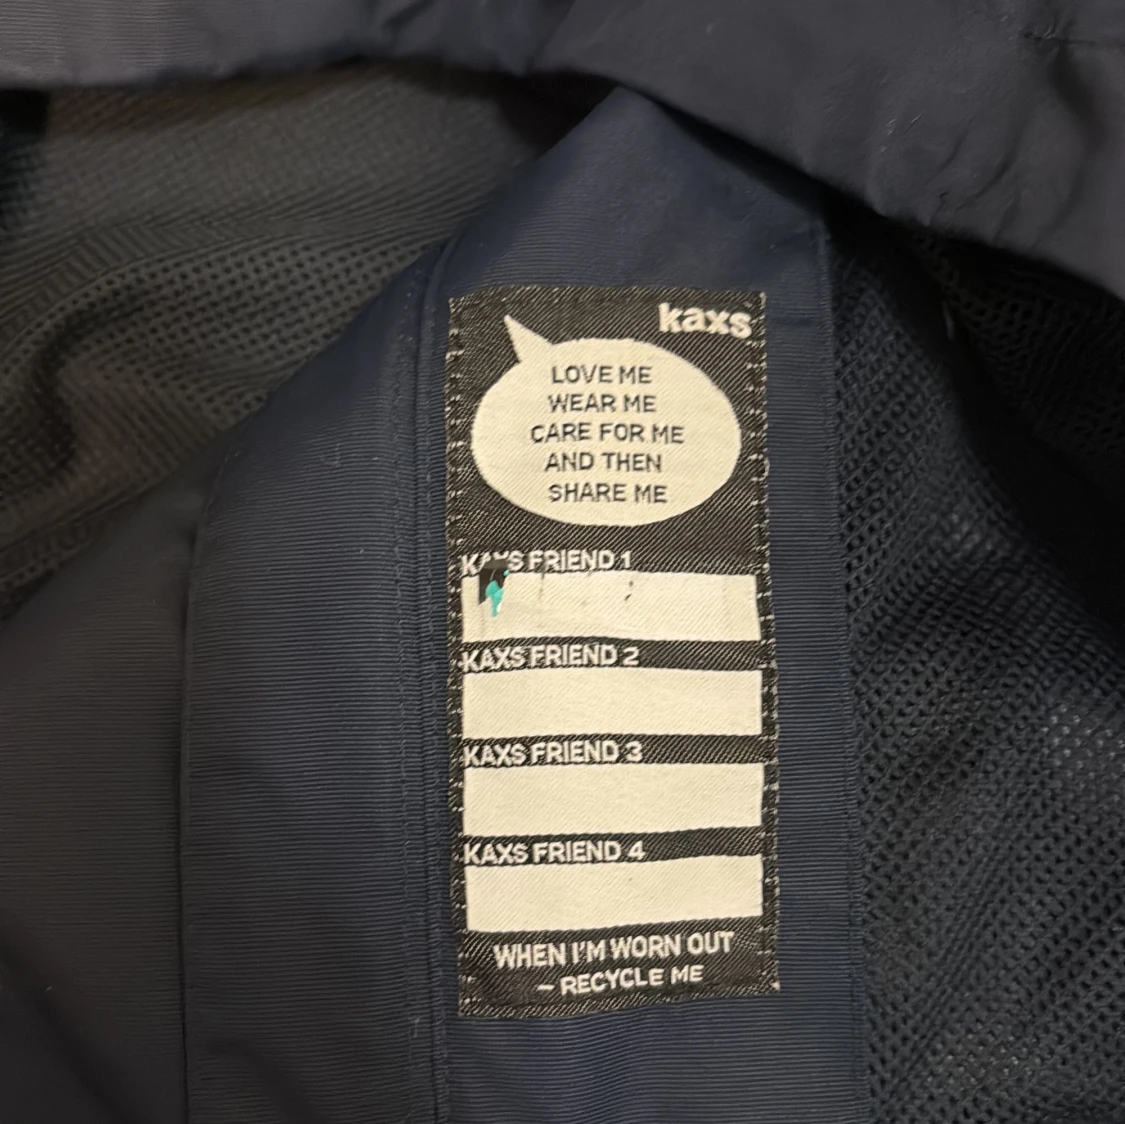 kaxs
LOVE ME
WEAR ME
CARE FOR ME
AND THEN
SHARE ME
KAXS FRIEND 1
KAXS FRIEND 2
KAXS FRIEND 3
KAXS FRIEND 4
WHEN I'M WORN OUT
– RECYCLE ME